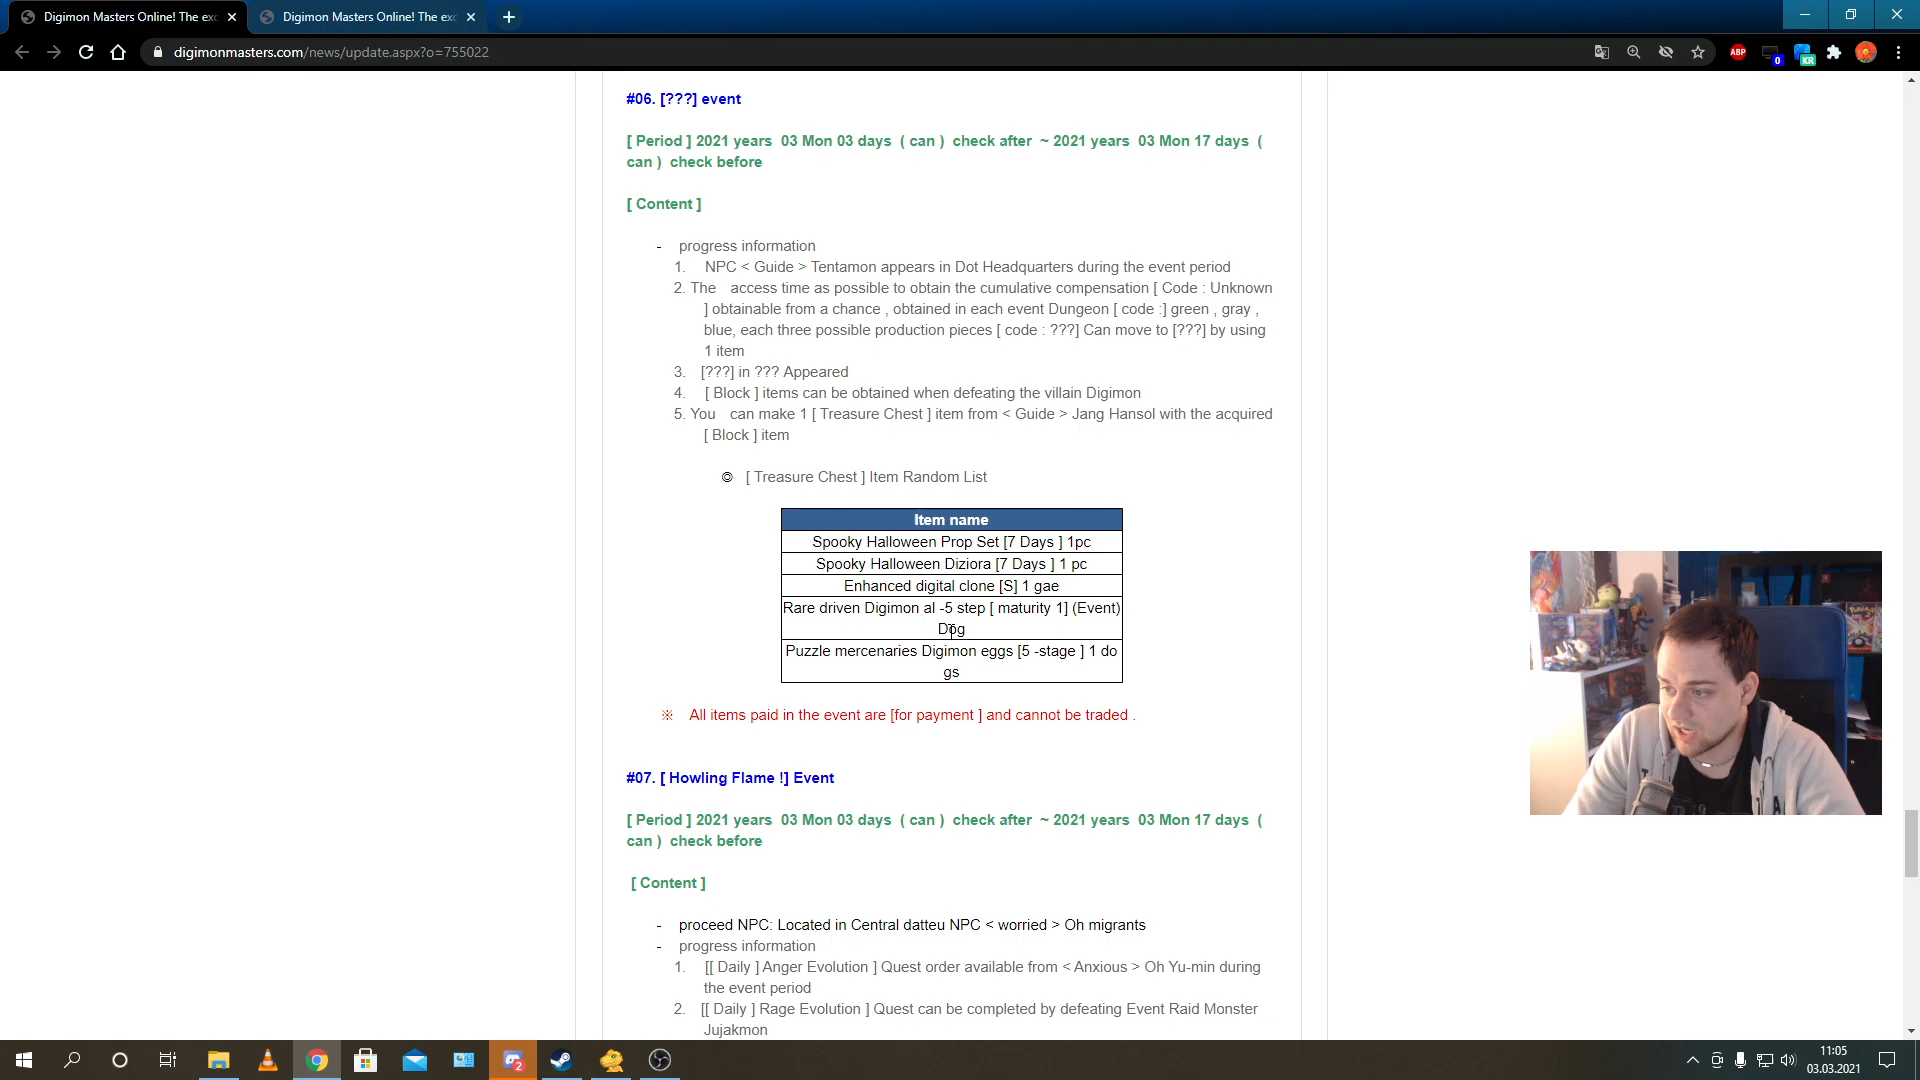 Digimon Masters Online! The exc
Digimon Masters Online! The exc
digimonmasters.com/news/update.aspx?o=755022
ABP
0
KR
#06. [???] event
[ Period ] 2021 years 03 Mon 03 days ( can ) check after ~ 2021 years 03 Mon 17 days (
can ) check before
[ Content ]
- progress information
1. NPC < Guide > Tentamon appears in Dot Headquarters during the event period
2. The access time as possible to obtain the cumulative compensation [ Code : Unknown
] obtainable from a chance , obtained in each event Dungeon [ code :] green , gray ,
blue, each three possible production pieces [ code : ???] Can move to [???] by using
1 item
3. [???] in ??? Appeared
4. [ Block ] items can be obtained when defeating the villain Digimon
5. You can make 1 [ Treasure Chest ] item from < Guide > Jang Hansol with the acquired
[ Block ] item
◎ [ Treasure Chest ] Item Random List
Item name
Spooky Halloween Prop Set [7 Days ] 1pc
Spooky Halloween Diziora [7 Days ] 1 pc
Enhanced digital clone [S] 1 gae
Rare driven Digimon al -5 step [ maturity 1] (Event)
Dog
Puzzle mercenaries Digimon eggs [5 -stage ] 1 do
gs
※ All items paid in the event are [for payment ] and cannot be traded .
#07. [ Howling Flame !] Event
[ Period ] 2021 years 03 Mon 03 days ( can ) check after ~ 2021 years 03 Mon 17 days (
can ) check before
[ Content ]
- proceed NPC: Located in Central datteu NPC < worried > Oh migrants
- progress information
1. [[ Daily ] Anger Evolution ] Quest order available from < Anxious > Oh Yu-min during
the event period
2. [[ Daily ] Rage Evolution ] Quest can be completed by defeating Event Raid Monster
Jujakmon
2
11:05
03.03.2021